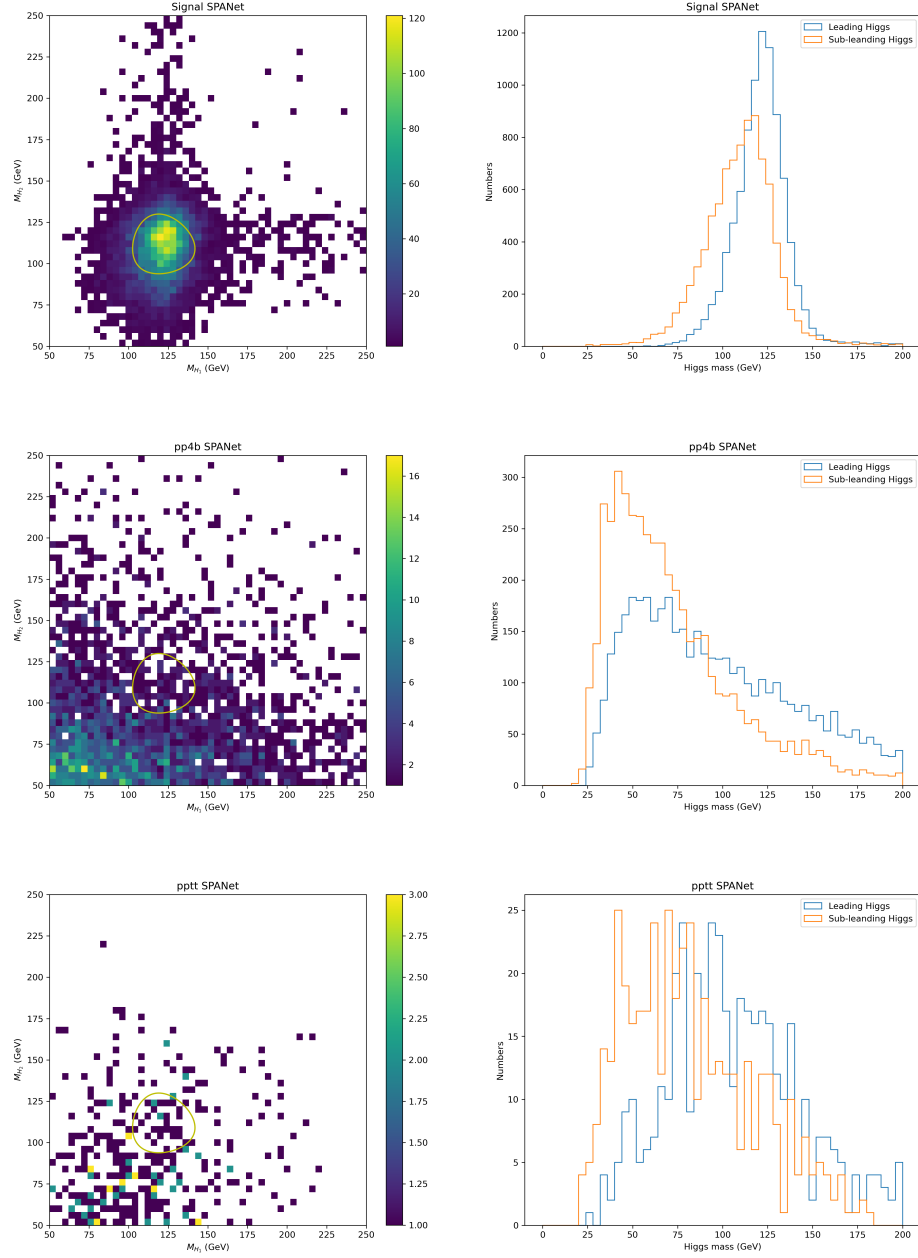 Signal SPANet
250
225
200
175
150
125
100
75
50
50 75 100 125 150 175 200 225 250
M_{H_1} (GeV)
M_{H_2} (GeV)
120
100
80
60
40
20
Leading Higgs
Sub-leanding Higgs
1200
1000
800
600
400
200
0
0 25 50 75 100 125 150 175 200
Higgs mass (GeV)
Numbers
pp4b SPANet
250
225
200
175
150
125
100
75
50
50 75 100 125 150 175 200 225 250
M_{H_1} (GeV)
M_{H_2} (GeV)
16
14
12
10
8
6
4
2
Leading Higgs
Sub-leanding Higgs
300
250
200
150
100
50
0
0 25 50 75 100 125 150 175 200
Higgs mass (GeV)
Numbers
pptt SPANet
250
225
200
175
150
125
100
75
50
50 75 100 125 150 175 200 225 250
M_{H_1} (GeV)
M_{H_2} (GeV)
3.00
2.75
2.50
2.25
2.00
1.75
1.50
1.25
1.00
Leading Higgs
Sub-leanding Higgs
25
20
15
10
5
0
0 25 50 75 100 125 150 175 200
Higgs mass (GeV)
Numbers